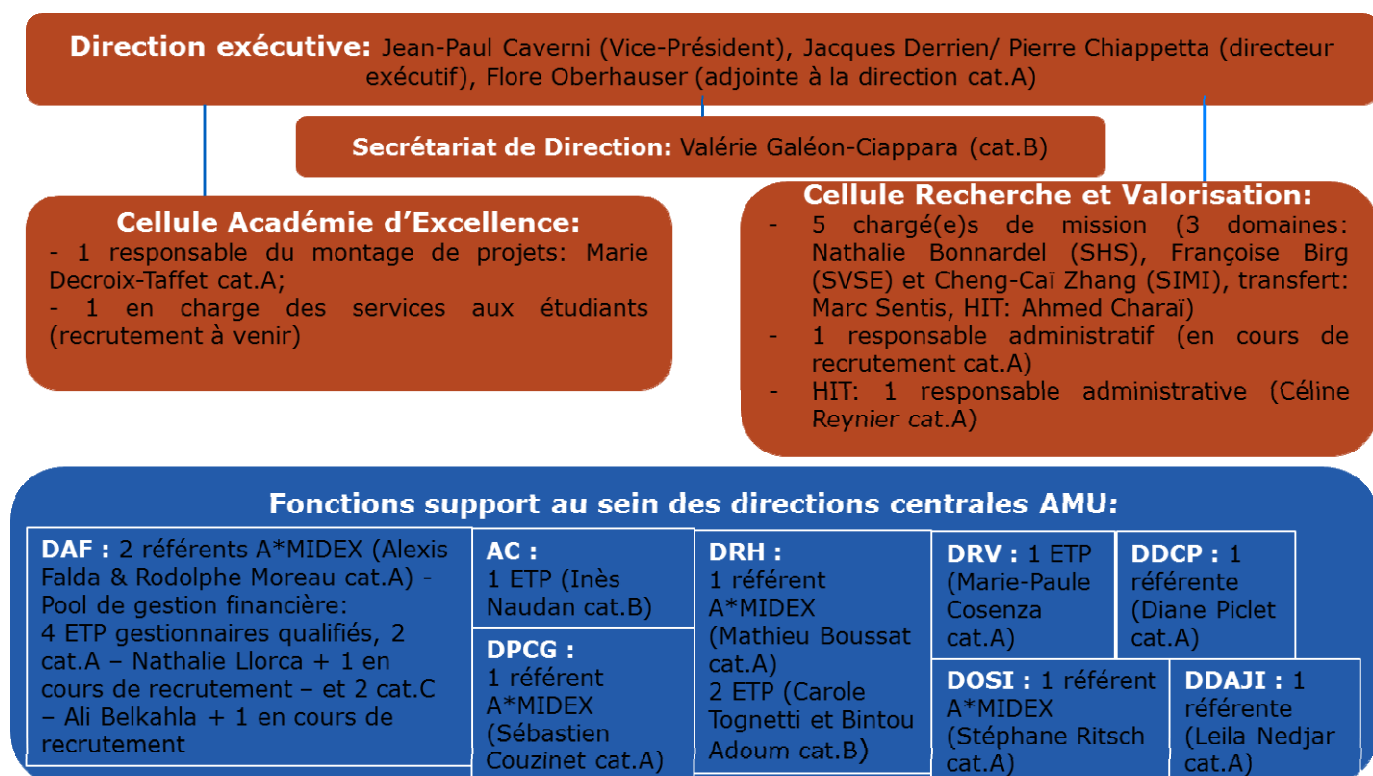 Direction exécutive: Jean-Paul Caverni (Vice-Président), Jacques Derrien/ Pierre Chiappetta (directeur
exécutif), Flore Oberhauser (adjointe à la direction cat.A)
Secrétariat de Direction: Valérie Galéon-Ciappara (cat.B)
Cellule Académie d’Excellence:
- 1 responsable du montage de projets: Marie
Decroix-Taffet cat.A;
- 1 en charge des services aux étudiants
(recrutement à venir)
Cellule Recherche et Valorisation:
- 5 chargé(e)s de mission (3 domaines:
Nathalie Bonnardel (SHS), Françoise Birg
(SVSE) et Cheng-Caï Zhang (SIMI), transfert:
Marc Sentis, HIT: Ahmed Charaï)
- 1 responsable administratif (en cours de
recrutement cat.A)
- HIT: 1 responsable administrative (Céline
Reynier cat.A)
Fonctions support au sein des directions centrales AMU:
DAF : 2 référents A*MIDEX (Alexis
Falda & Rodolphe Moreau cat.A) -
Pool de gestion financière:
4 ETP gestionnaires qualifiés, 2
cat.A – Nathalie Llorca + 1 en
cours de recrutement – et 2 cat.C
– Ali Belkahla + 1 en cours de
recrutement
AC :
1 ETP (Inès
Naudan cat.B)
DPCG :
1 référent
A*MIDEX
(Sébastien
Couzinet cat.A)
DRH :
1 référent
A*MIDEX
(Mathieu Boussat
cat.A)
2 ETP (Carole
Tognetti et Bintou
Adoum cat.B)
DRV : 1 ETP
(Marie-Paule
Cosenza
cat.A)
DDCP : 1
référente
(Diane Piclet
cat.A)
DOSI : 1 référent
A*MIDEX
(Stéphane Ritsch
cat.A)
DDAJI : 1
référente
(Leila Nedjar
cat.A)